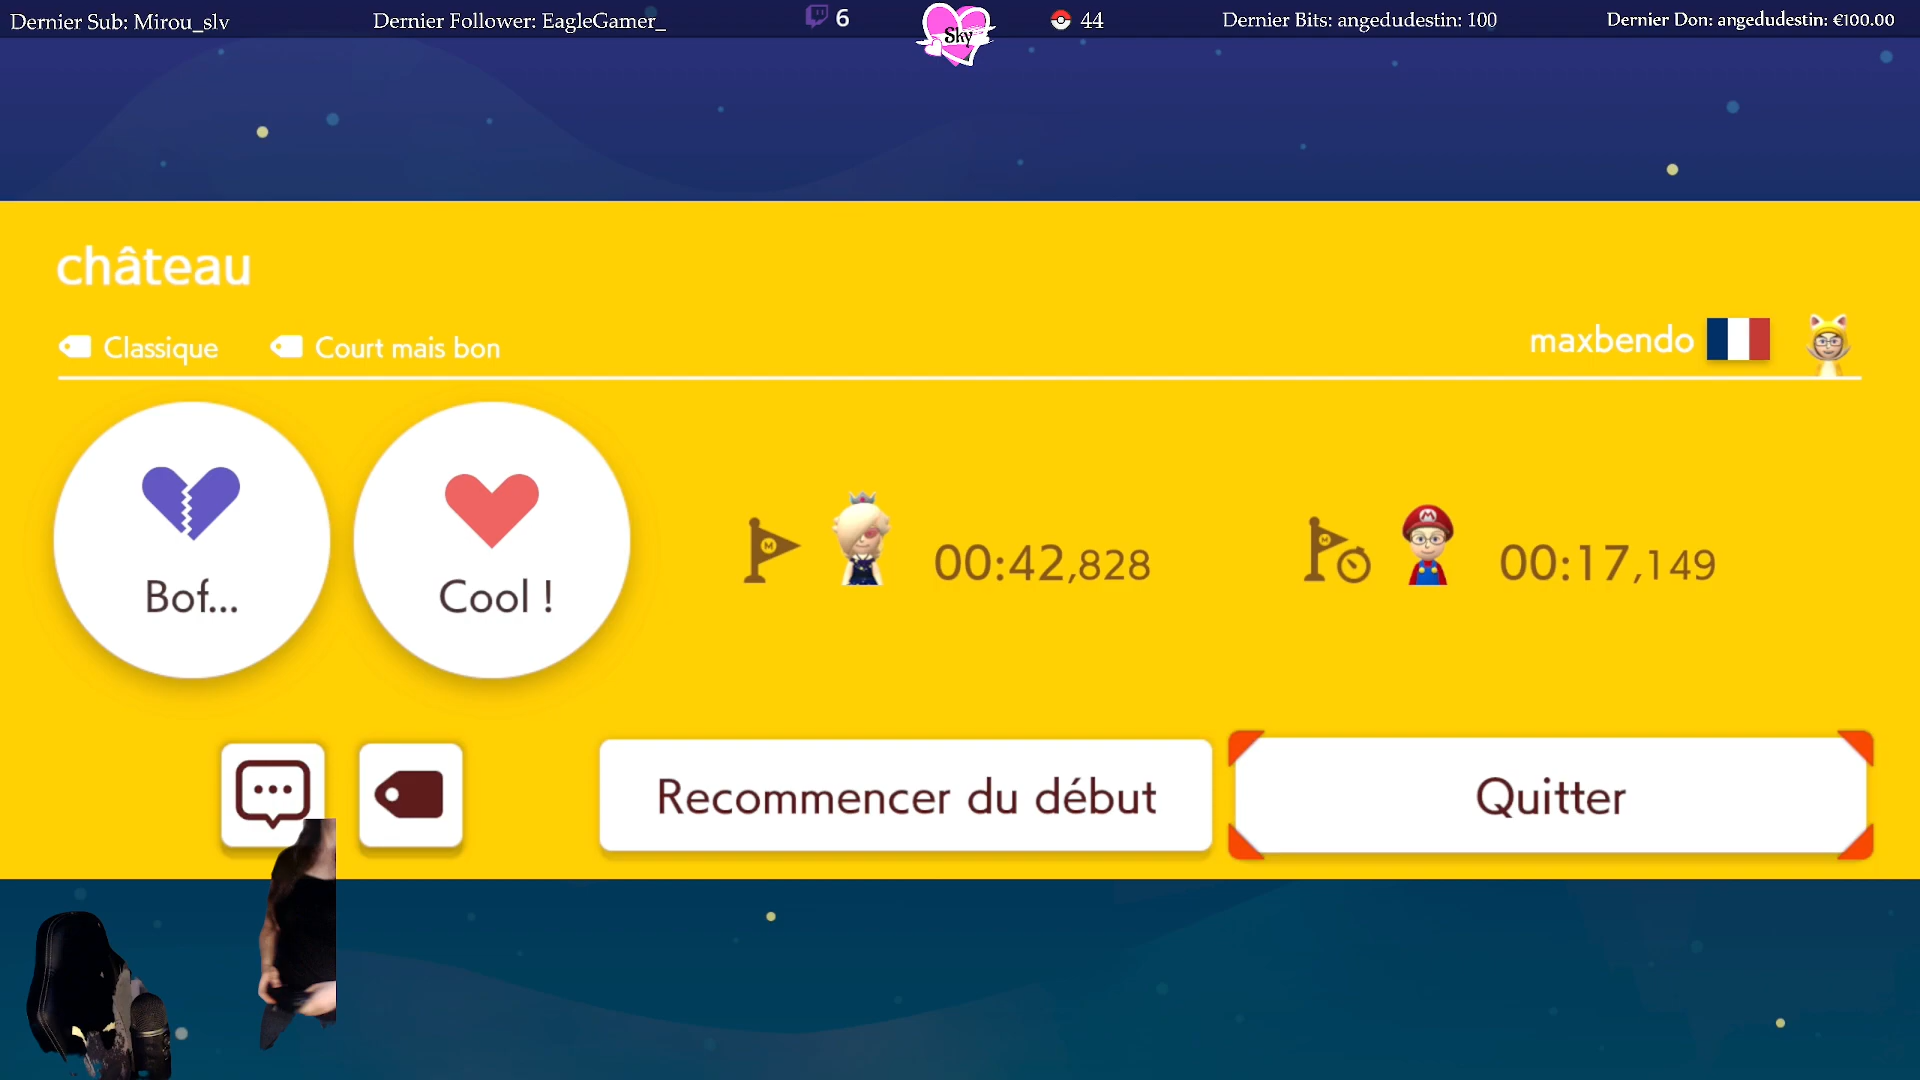 Dernier Sub: Mirou_slv
Dernier Follower: EagleGamer_
6
Sky
44
Dernier Bits: angedudestin: 100
Dernier Don: angedudestin: €100.00
château
Classique
Court mais bon
maxbendo
Bof...
Cool !
M
00:42,828
M
M
00:17,149
Recommencer du début
Quitter